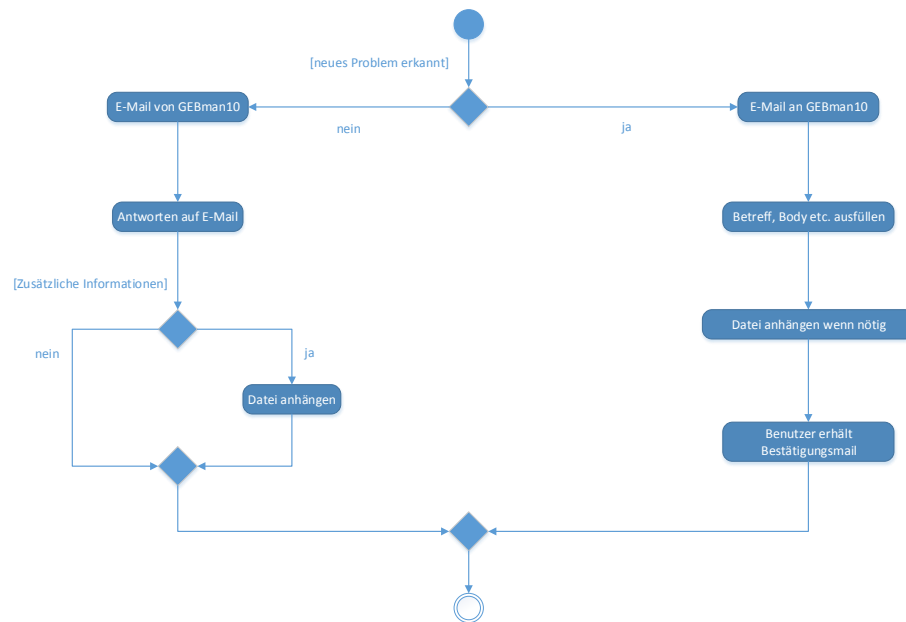 [neues Problem erkannt]
E-Mail von GEBman10
E-Mail an GEBman10
nein
ja
Antworten auf E-Mail
Betreff, Body etc. ausfüllen
[Zusätzliche Informationen]
Datei anhängen wenn nötig
nein
ja
Datei anhängen
Benutzer erhält
Bestätigungsmail